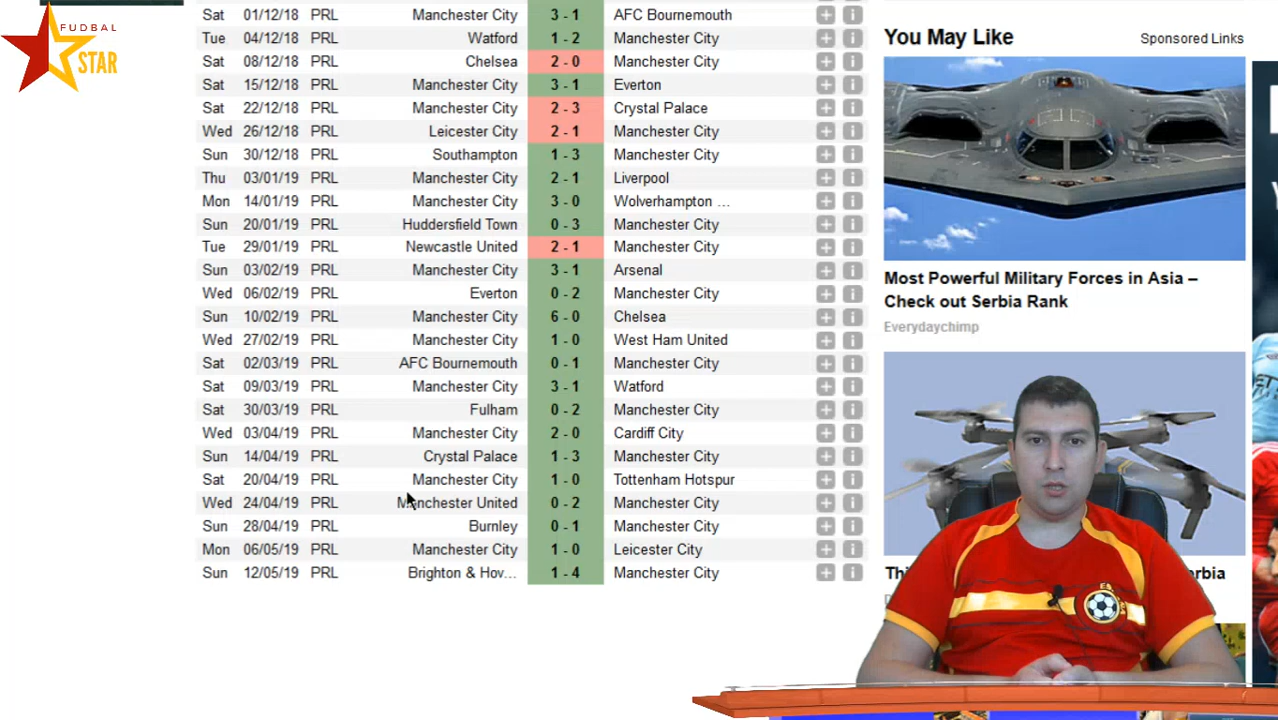 FUDBAL
STAR
Sat 01/12/18 PRL Manchester City 3 - 1 AFC Bournemouth
Tue 04/12/18 PRL Watford 1 - 2 Manchester City
Sat 08/12/18 PRL Chelsea 2 - 0 Manchester City
Sat 15/12/18 PRL Manchester City 3 - 1 Everton
Sat 22/12/18 PRL Manchester City 2 - 3 Crystal Palace
Wed 26/12/18 PRL Leicester City 2 - 1 Manchester City
Sun 30/12/18 PRL Southampton 1 - 3 Manchester City
Thu 03/01/19 PRL Manchester City 2 - 1 Liverpool
Mon 14/01/19 PRL Manchester City 3 - 0 Wolverhampton ...
Sun 20/01/19 PRL Huddersfield Town 0 - 3 Manchester City
Tue 29/01/19 PRL Newcastle United 2 - 1 Manchester City
Sun 03/02/19 PRL Manchester City 3 - 1 Arsenal
Wed 06/02/19 PRL Everton 0 - 2 Manchester City
Sun 10/02/19 PRL Manchester City 6 - 0 Chelsea
Wed 27/02/19 PRL Manchester City 1 - 0 West Ham United
Sat 02/03/19 PRL AFC Bournemouth 0 - 1 Manchester City
Sat 09/03/19 PRL Manchester City 3 - 1 Watford
Sat 30/03/19 PRL Fulham 0 - 2 Manchester City
Wed 03/04/19 PRL Manchester City 2 - 0 Cardiff City
Sun 14/04/19 PRL Crystal Palace 1 - 3 Manchester City
Sat 20/04/19 PRL Manchester City 1 - 0 Tottenham Hotspur
Wed 24/04/19 PRL Manchester United 0 - 2 Manchester City
Sun 28/04/19 PRL Burnley 0 - 1 Manchester City
Mon 06/05/19 PRL Manchester City 1 - 0 Leicester City
Sun 12/05/19 PRL Brighton & Hov... 1 - 4 Manchester City
You May Like Sponsored Links
Most Powerful Military Forces in Asia –
Check out Serbia Rank
Everydaychimp